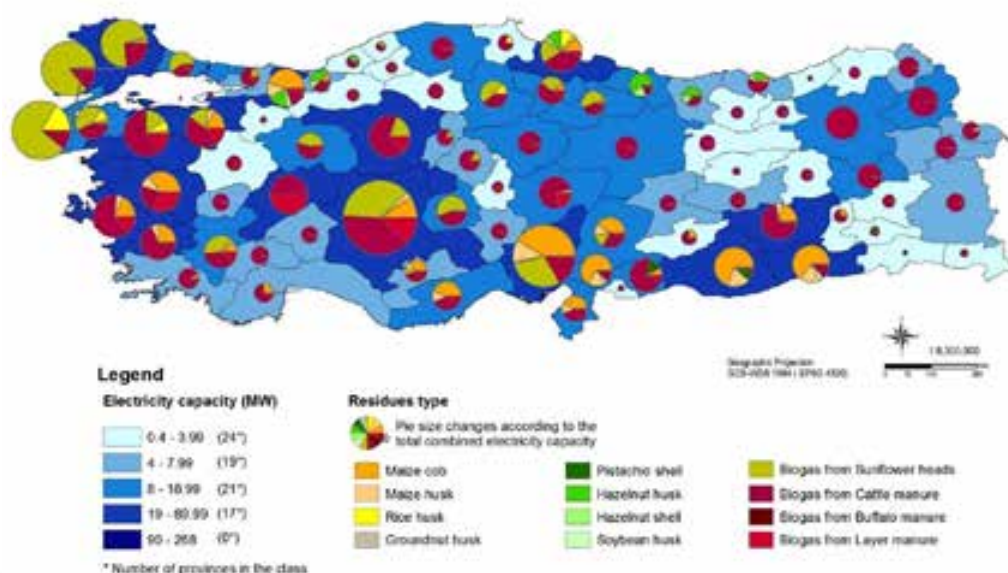 Geographic Projection
1:8,300,000
Legend
Electricity capacity (MW)
0.4 - 3.99 (24*)
4 - 7.99 (19*)
8 - 18.99 (21*)
19 - 89.99 (17*)
90 - 268 (0*)
* Number of provinces in the class
Residues type
Pie size changes according to the
total combined electricity capacity
Maize cob
Maize husk
Rice husk
Groundnut husk
Pistachio shell
Hazelnut husk
Hazelnut shell
Soybean husk
Biogas from Sunflower heads
Biogas from Cattle manure
Biogas from Buffalo manure
Biogas from Layer manure